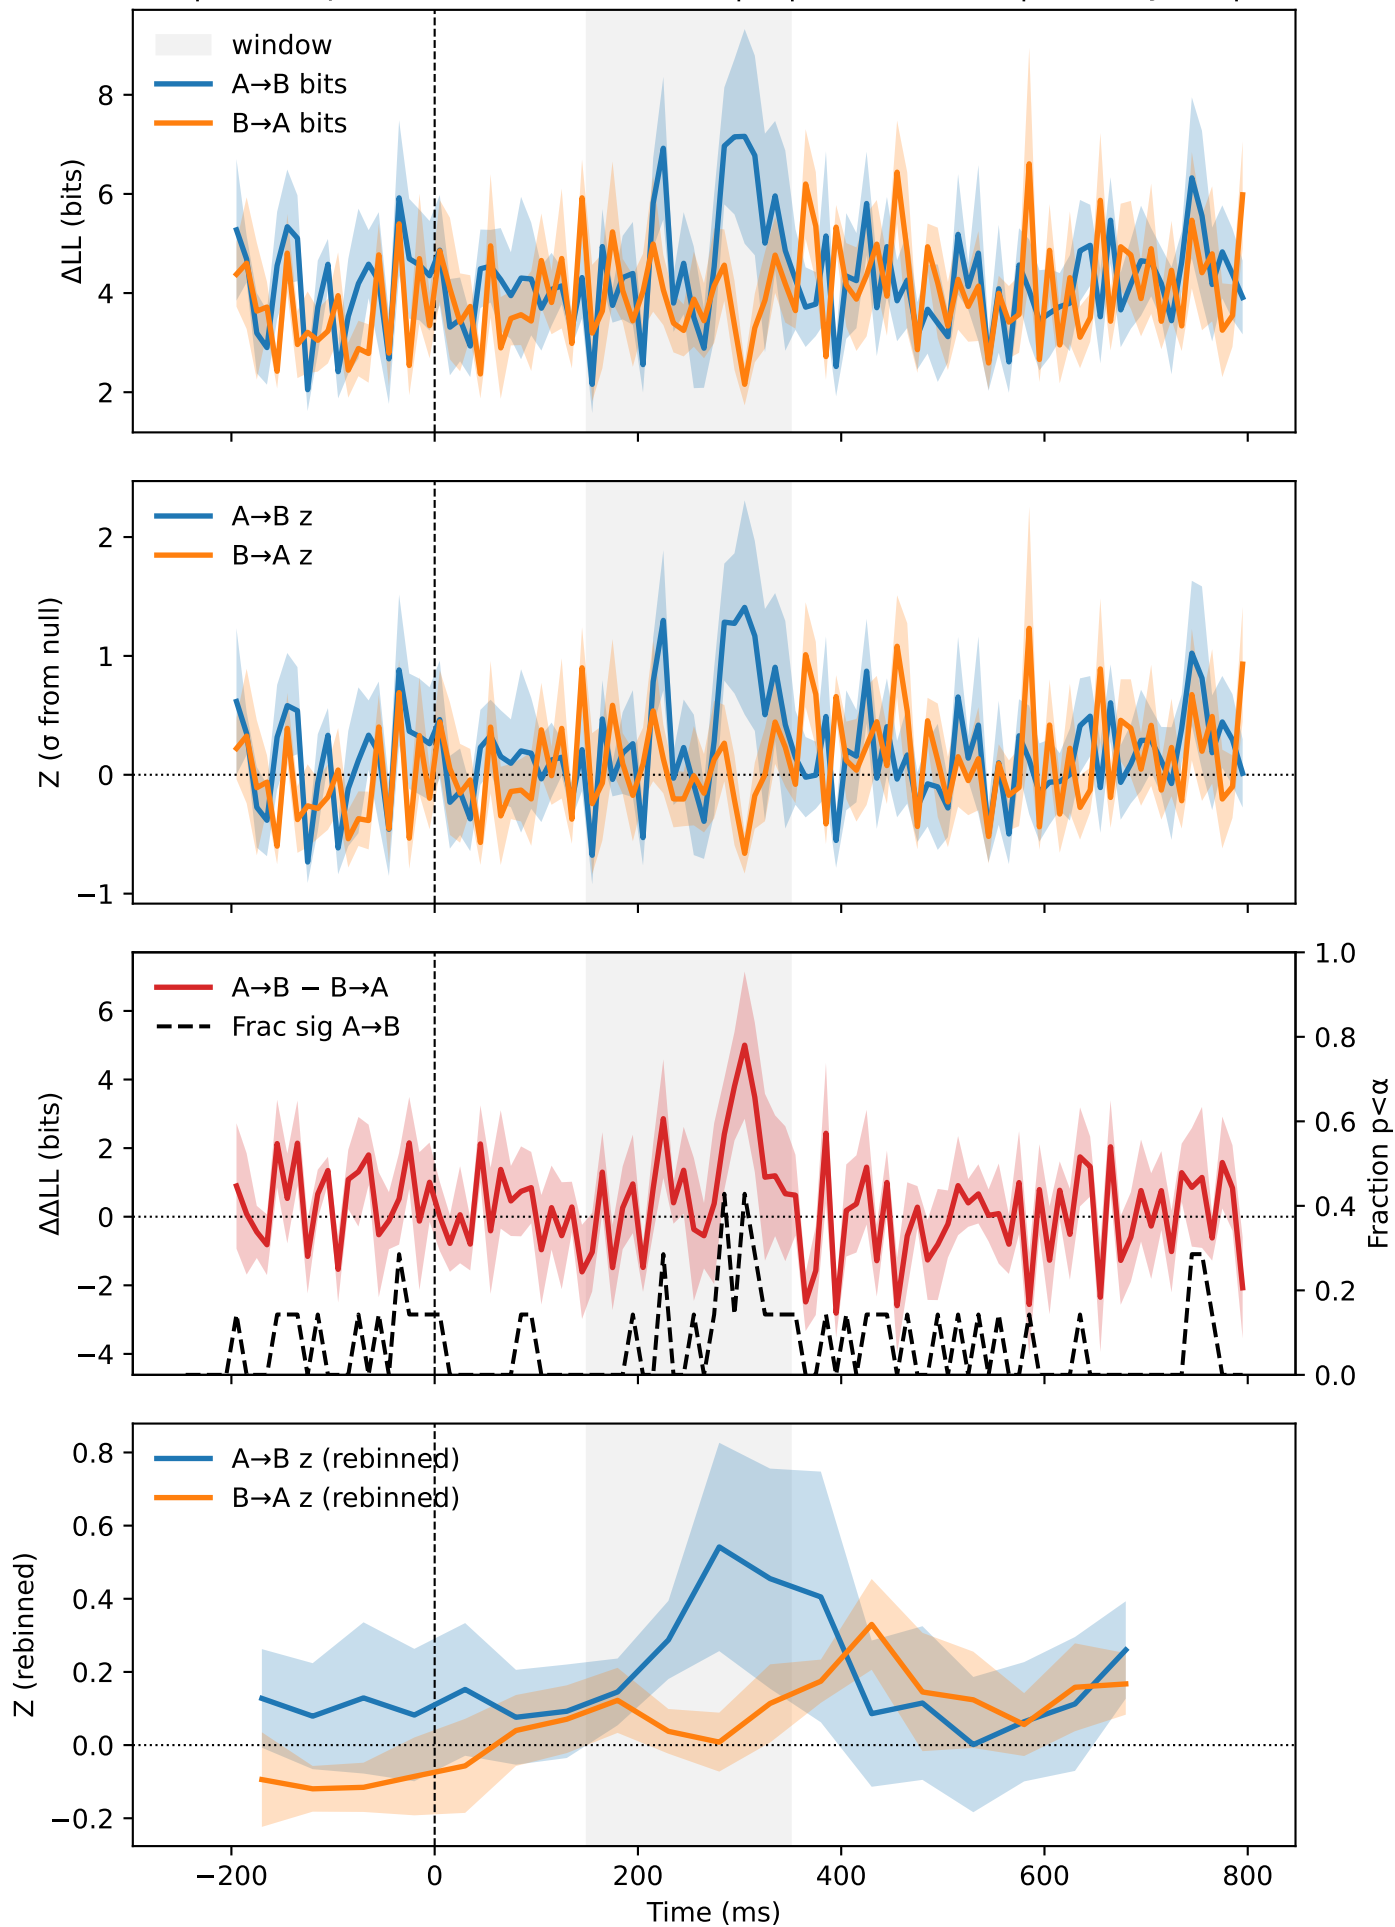 window
A→B bits
B→A bits
ΔLL (bits)
8
6
4
2
A→B z
B→A z
Z (σ from null)
2
1
0
−1
A→B − B→A
Frac sig A→B
ΔΔLL (bits)
6
4
2
0
−2
−4
1.0
0.8
0.6
0.4
0.2
0.0
Fraction p<α
A→B z (rebinned)
B→A z (rebinned)
Z (rebinned)
0.8
0.6
0.4
0.2
0.0
−0.2
−200 0 200 400 600 800
Time (ms)